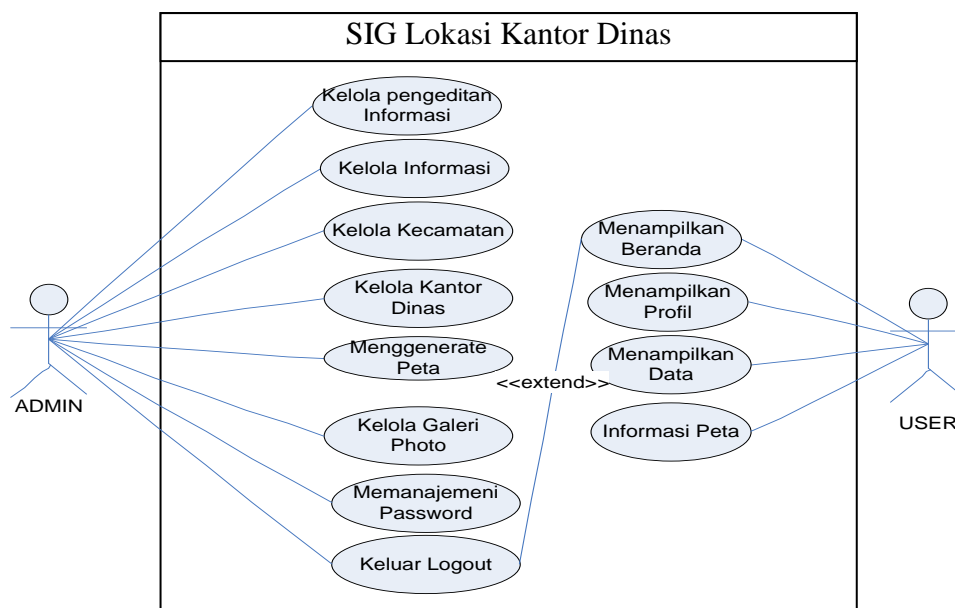 SIG Lokasi Kantor Dinas
Kelola pengeditan
Informasi
Kelola Informasi
Kelola Kecamatan
Kelola Kantor
Dinas
Menggenerate
Peta
Kelola Galeri
Photo
Memanajemeni
Password
Keluar Logout
<<extend>>
Menampilkan
Beranda
Menampilkan
Profil
Menampilkan
Data
Informasi Peta
ADMIN
USER